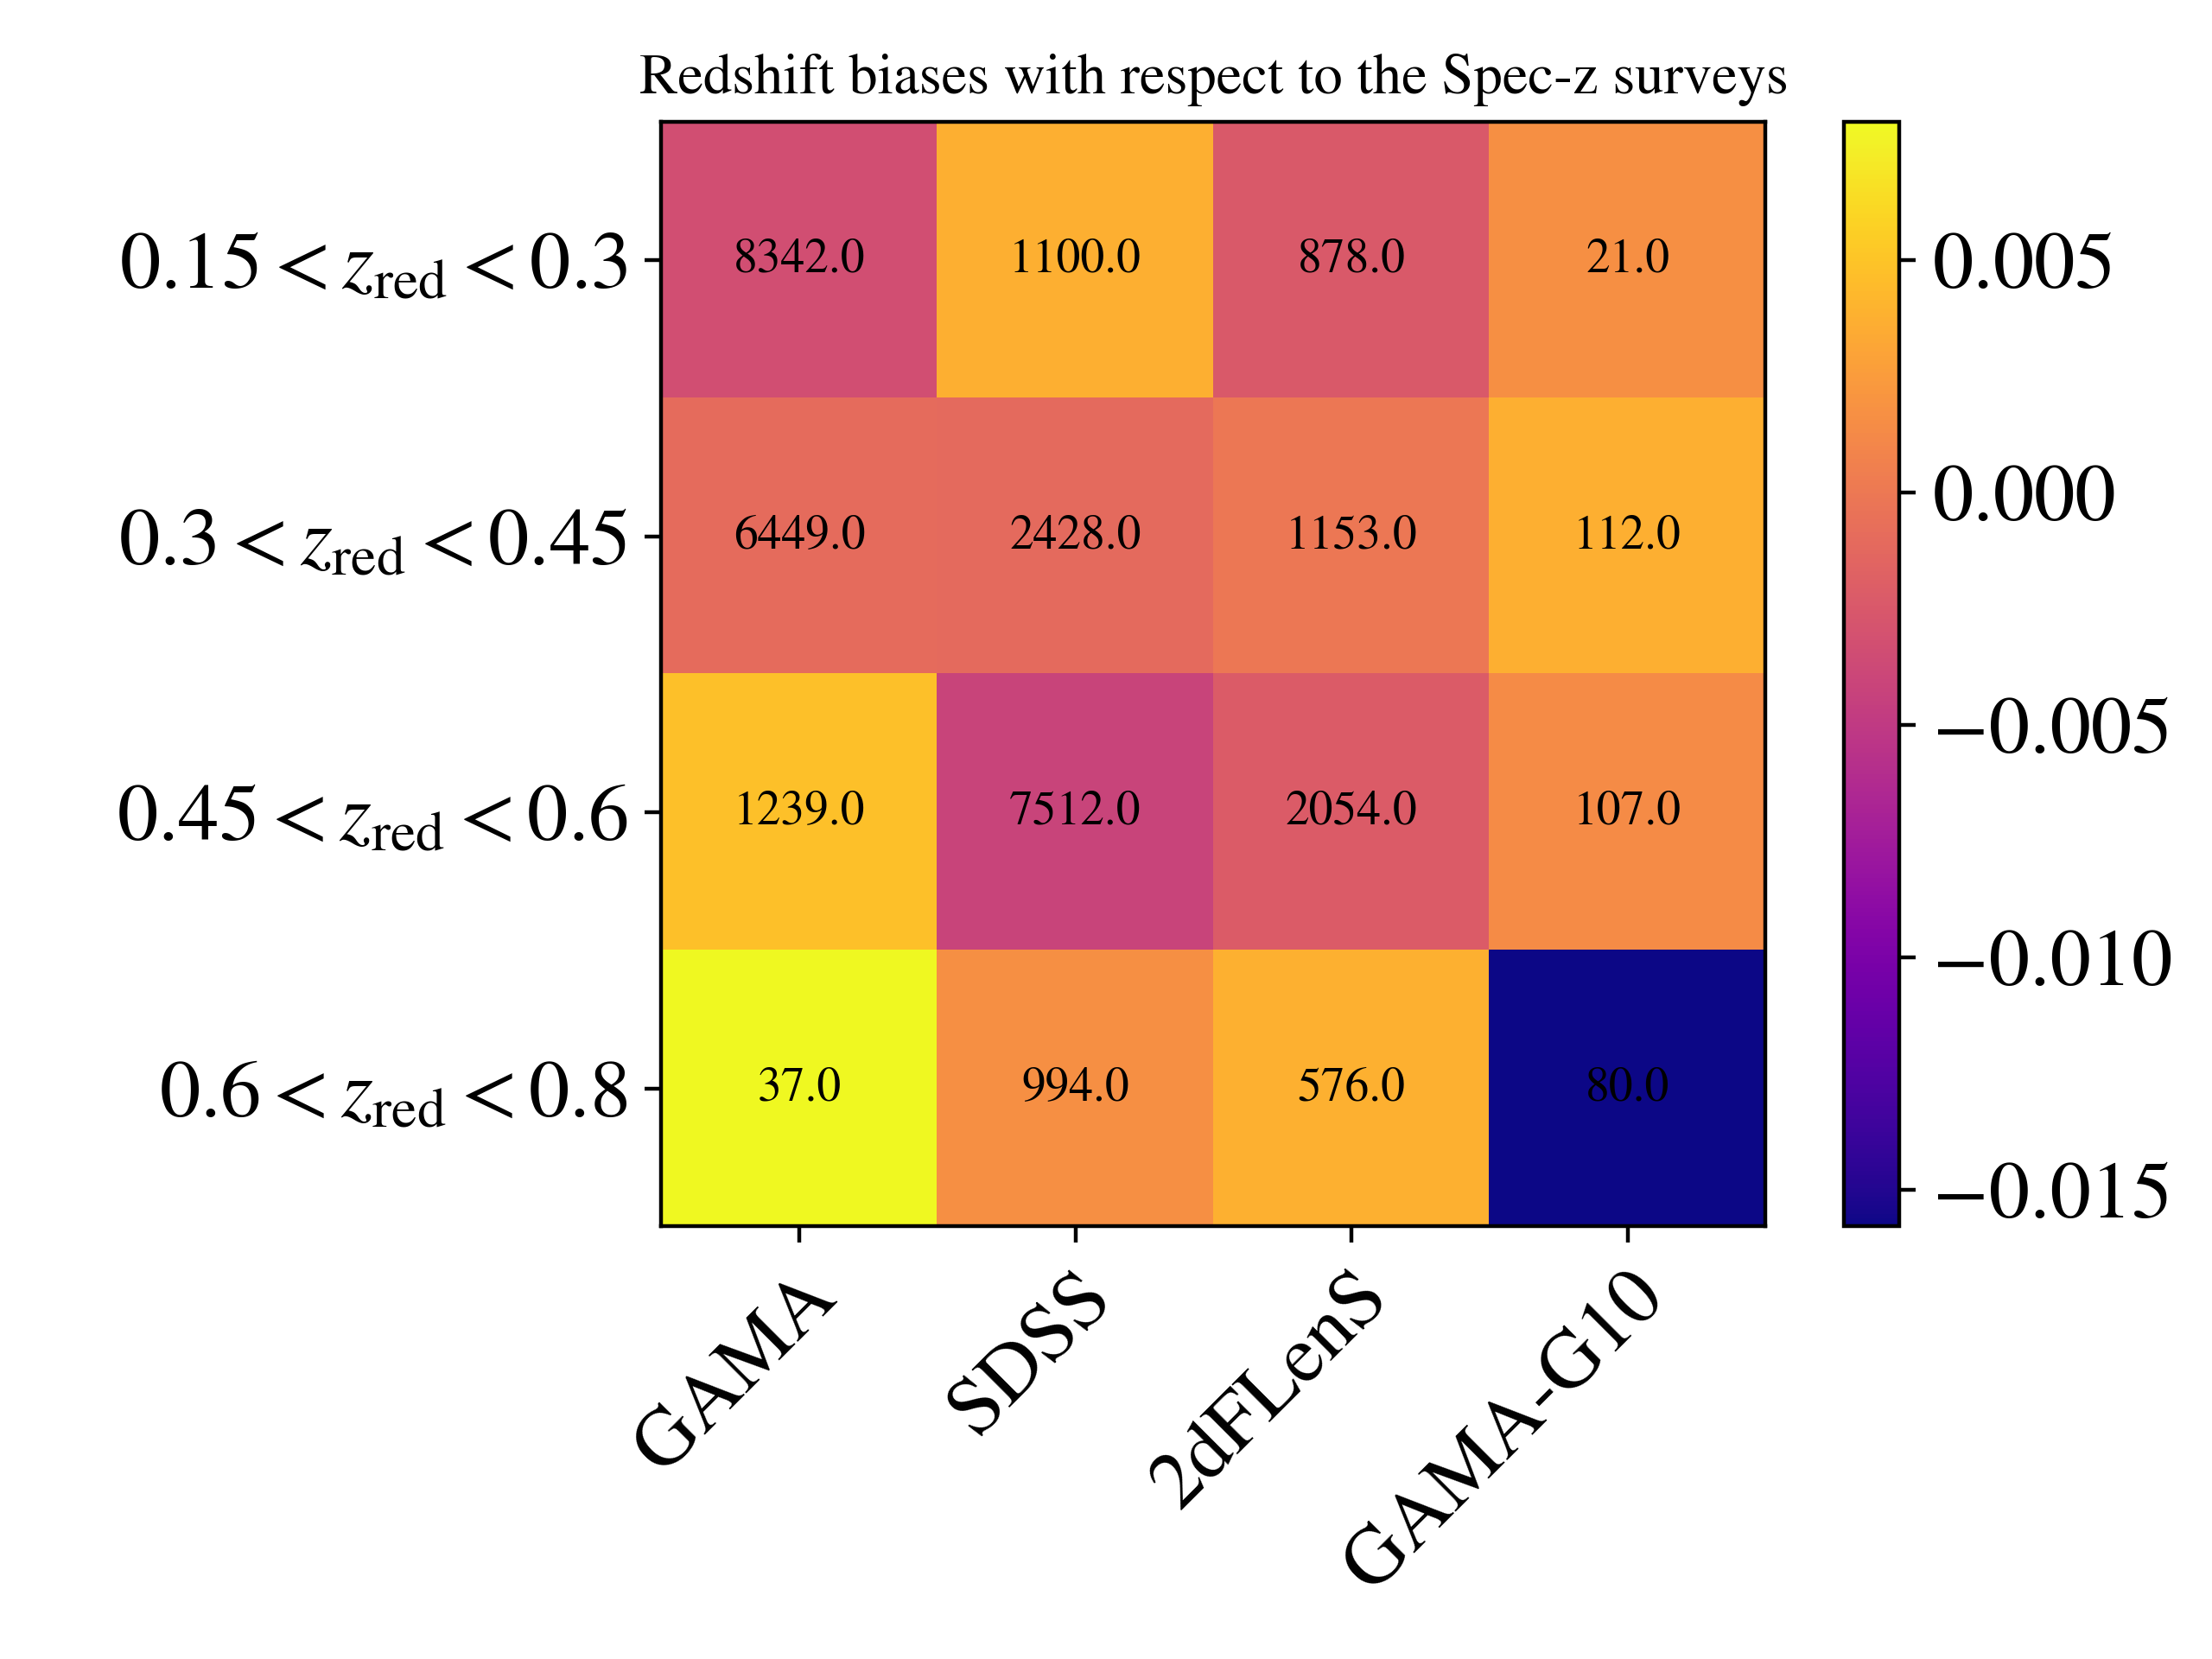 Redshift biases with respect to the Spec-z surveys
0.15 < z_red < 0.3
8342.0 1100.0 878.0 21.0
0.3 < z_red < 0.45
6449.0 2428.0 1153.0 112.0
0.45 < z_red < 0.6
1239.0 7512.0 2054.0 107.0
0.6 < z_red < 0.8
37.0 994.0 576.0 80.0
GAMA
SDSS
2dFLenS
GAMA-G10
0.005
0.000
−0.005
−0.010
−0.015